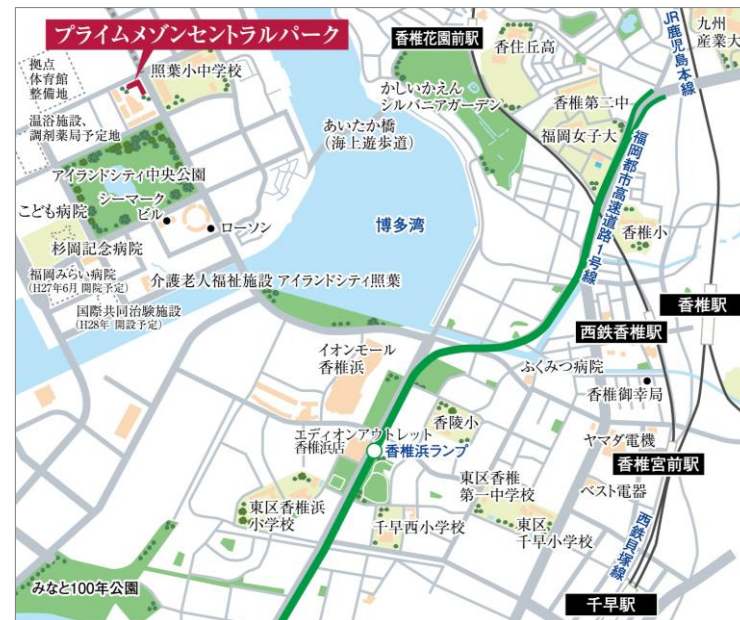 プライムメゾンセントラルパーク
香椎花園前駅
香住丘高
JR鹿児島本線
九州
産業大
拠点
体育館
整備地
照葉小中学校
かしいかえん
シルバニアガーデン
香椎第二中
温浴施設、
調剤薬局予定地
あいたか橋
(海上遊歩道)
福岡女子大
福岡都市高速道路1号線
アイランドシティ中央公園
シーマーク
ビル
こども病院
ローソン
博多湾
香椎小
杉岡記念病院
福岡みらい病院
(H27年6月 開院予定)
介護老人福祉施設 アイランドシティ照葉
香椎駅
国際共同治験施設
(H28年 開設予定)
西鉄香椎駅
イオンモール
香椎浜
ふくみつ病院
香椎御幸局
香陵小
エディオンアウトレット
香椎浜店
香椎浜ランプ
ヤマダ電機
香椎宮前駅
東区香椎
第一中学校
ベスト電器
東区香椎浜
小学校
千早西小学校
東区
千早小学校
西鉄貝塚線
みなと100年公園
千早駅